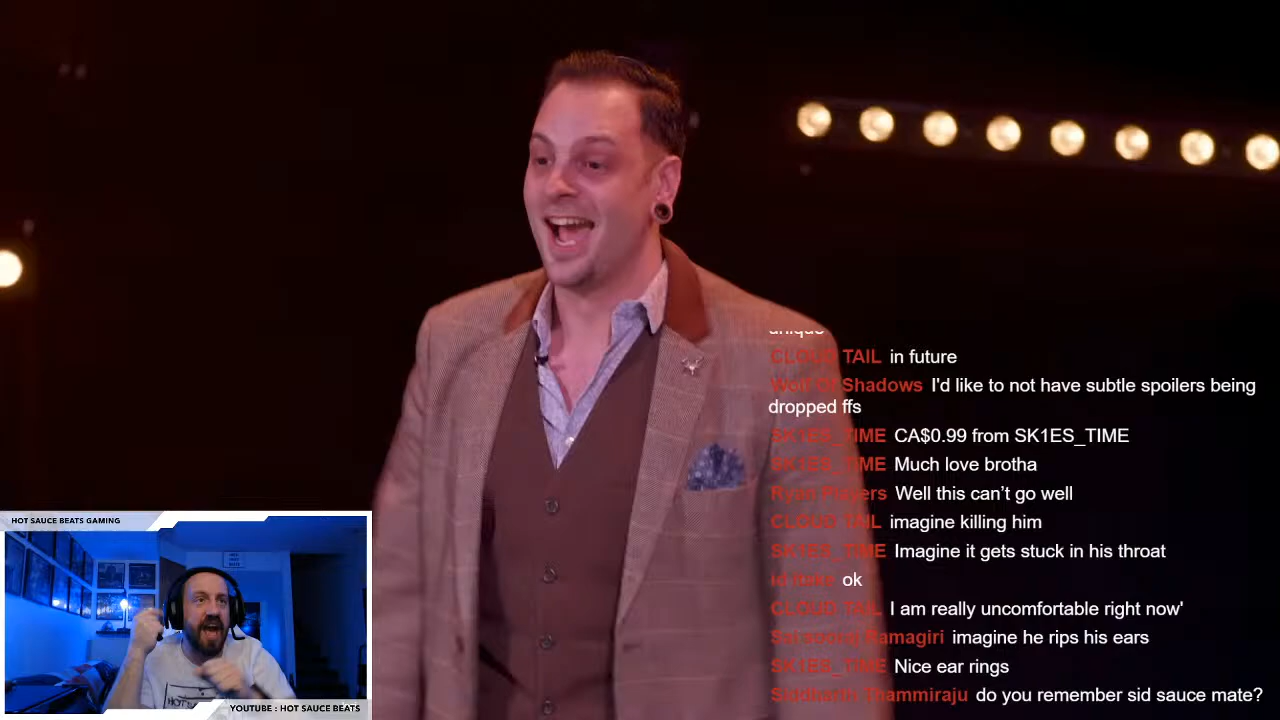 CLOUD TAIL in future
Wolf Of Shadows I'd like to not have subtle spoilers being
dropped ffs
SK1ES_TIME CA$0.99 from SK1ES_TIME
SK1ES_TIME Much love brotha
Ryan Players Well this can't go well
CLOUD TAIL imagine killing him
SK1ES_TIME Imagine it gets stuck in his throat
ok
CLOUD TAIL I am really uncomfortable right now'
Ramagiri imagine he rips his ears
SK1ES_TIME Nice ear rings
Siddharth Thammiraju do you remember sid sauce mate?
HOT SAUCE BEATS GAMING
YOUTUBE : HOT SAUCE BEATS